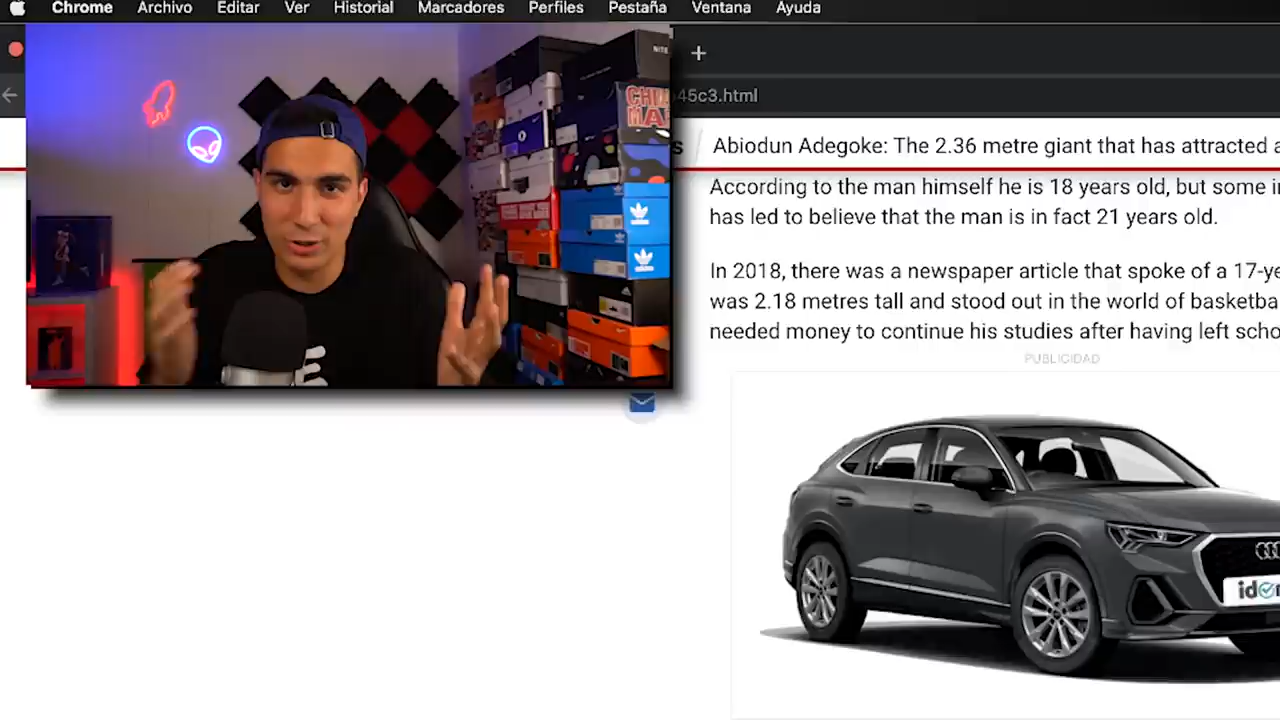 Chrome Archivo Editar Ver Historial Marcadores Perfiles Pestaña Ventana Ayuda
45c3.html
Abiodun Adegoke: The 2.36 metre giant that has attracted
According to the man himself he is 18 years old, but some
has led to believe that the man is in fact 21 years old.
In 2018, there was a newspaper article that spoke of a
was 2.18 metres tall and stood out in the world of
needed money to continue his studies after having left
PUBLICIDAD